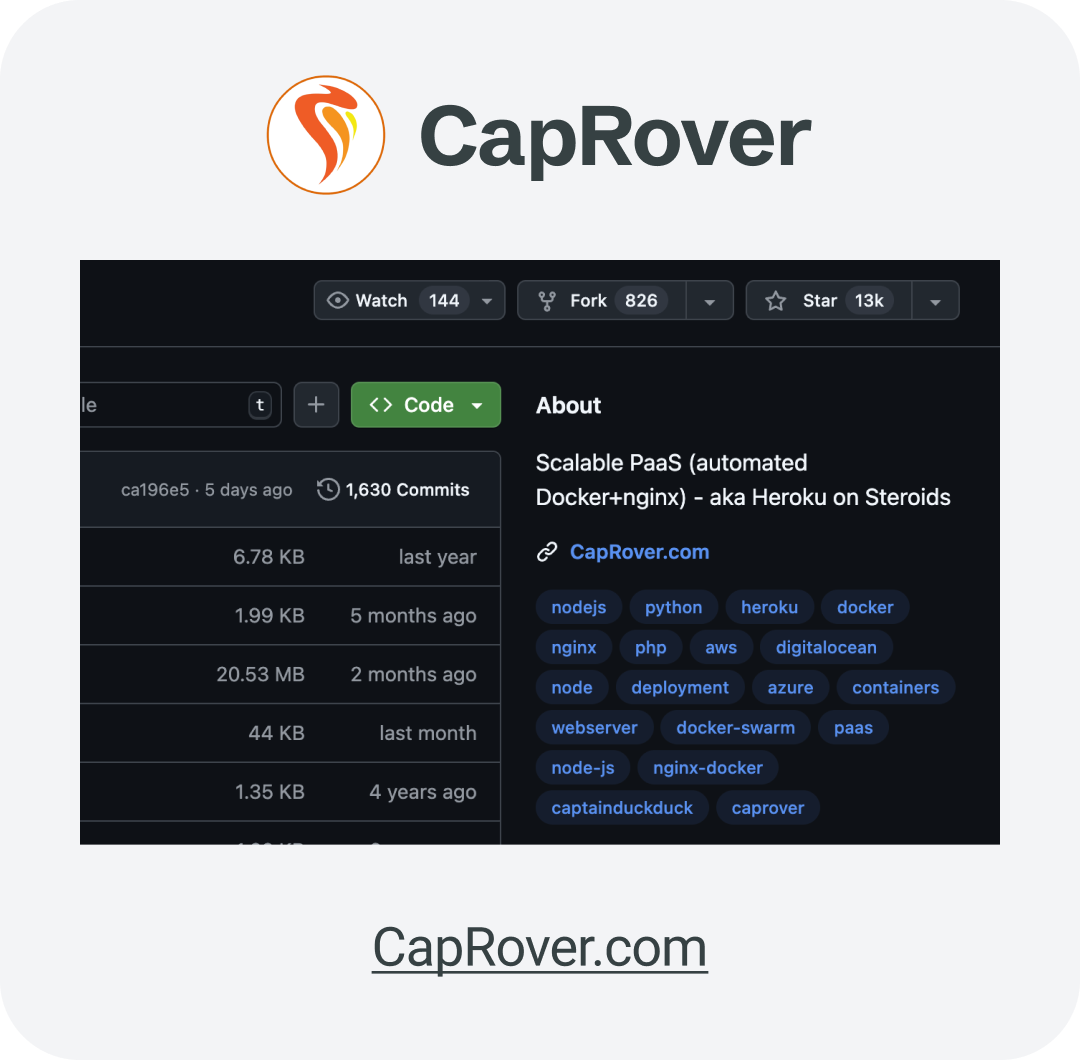 CapRover
Watch 144 Fork 826 Star 13k
le t Code About
Scalable PaaS (automated
Docker+nginx) - aka Heroku on Steroids
ca196e5 · 5 days ago 1,630 Commits
CapRover.com
6.78 KB last year
nodejs python heroku docker
1.99 KB 5 months ago
nginx php aws digitalocean
20.53 MB 2 months ago
node deployment azure containers
44 KB last month
webserver docker-swarm paas
node-js nginx-docker
1.35 KB 4 years ago
captainduckduck caprover
CapRover.com